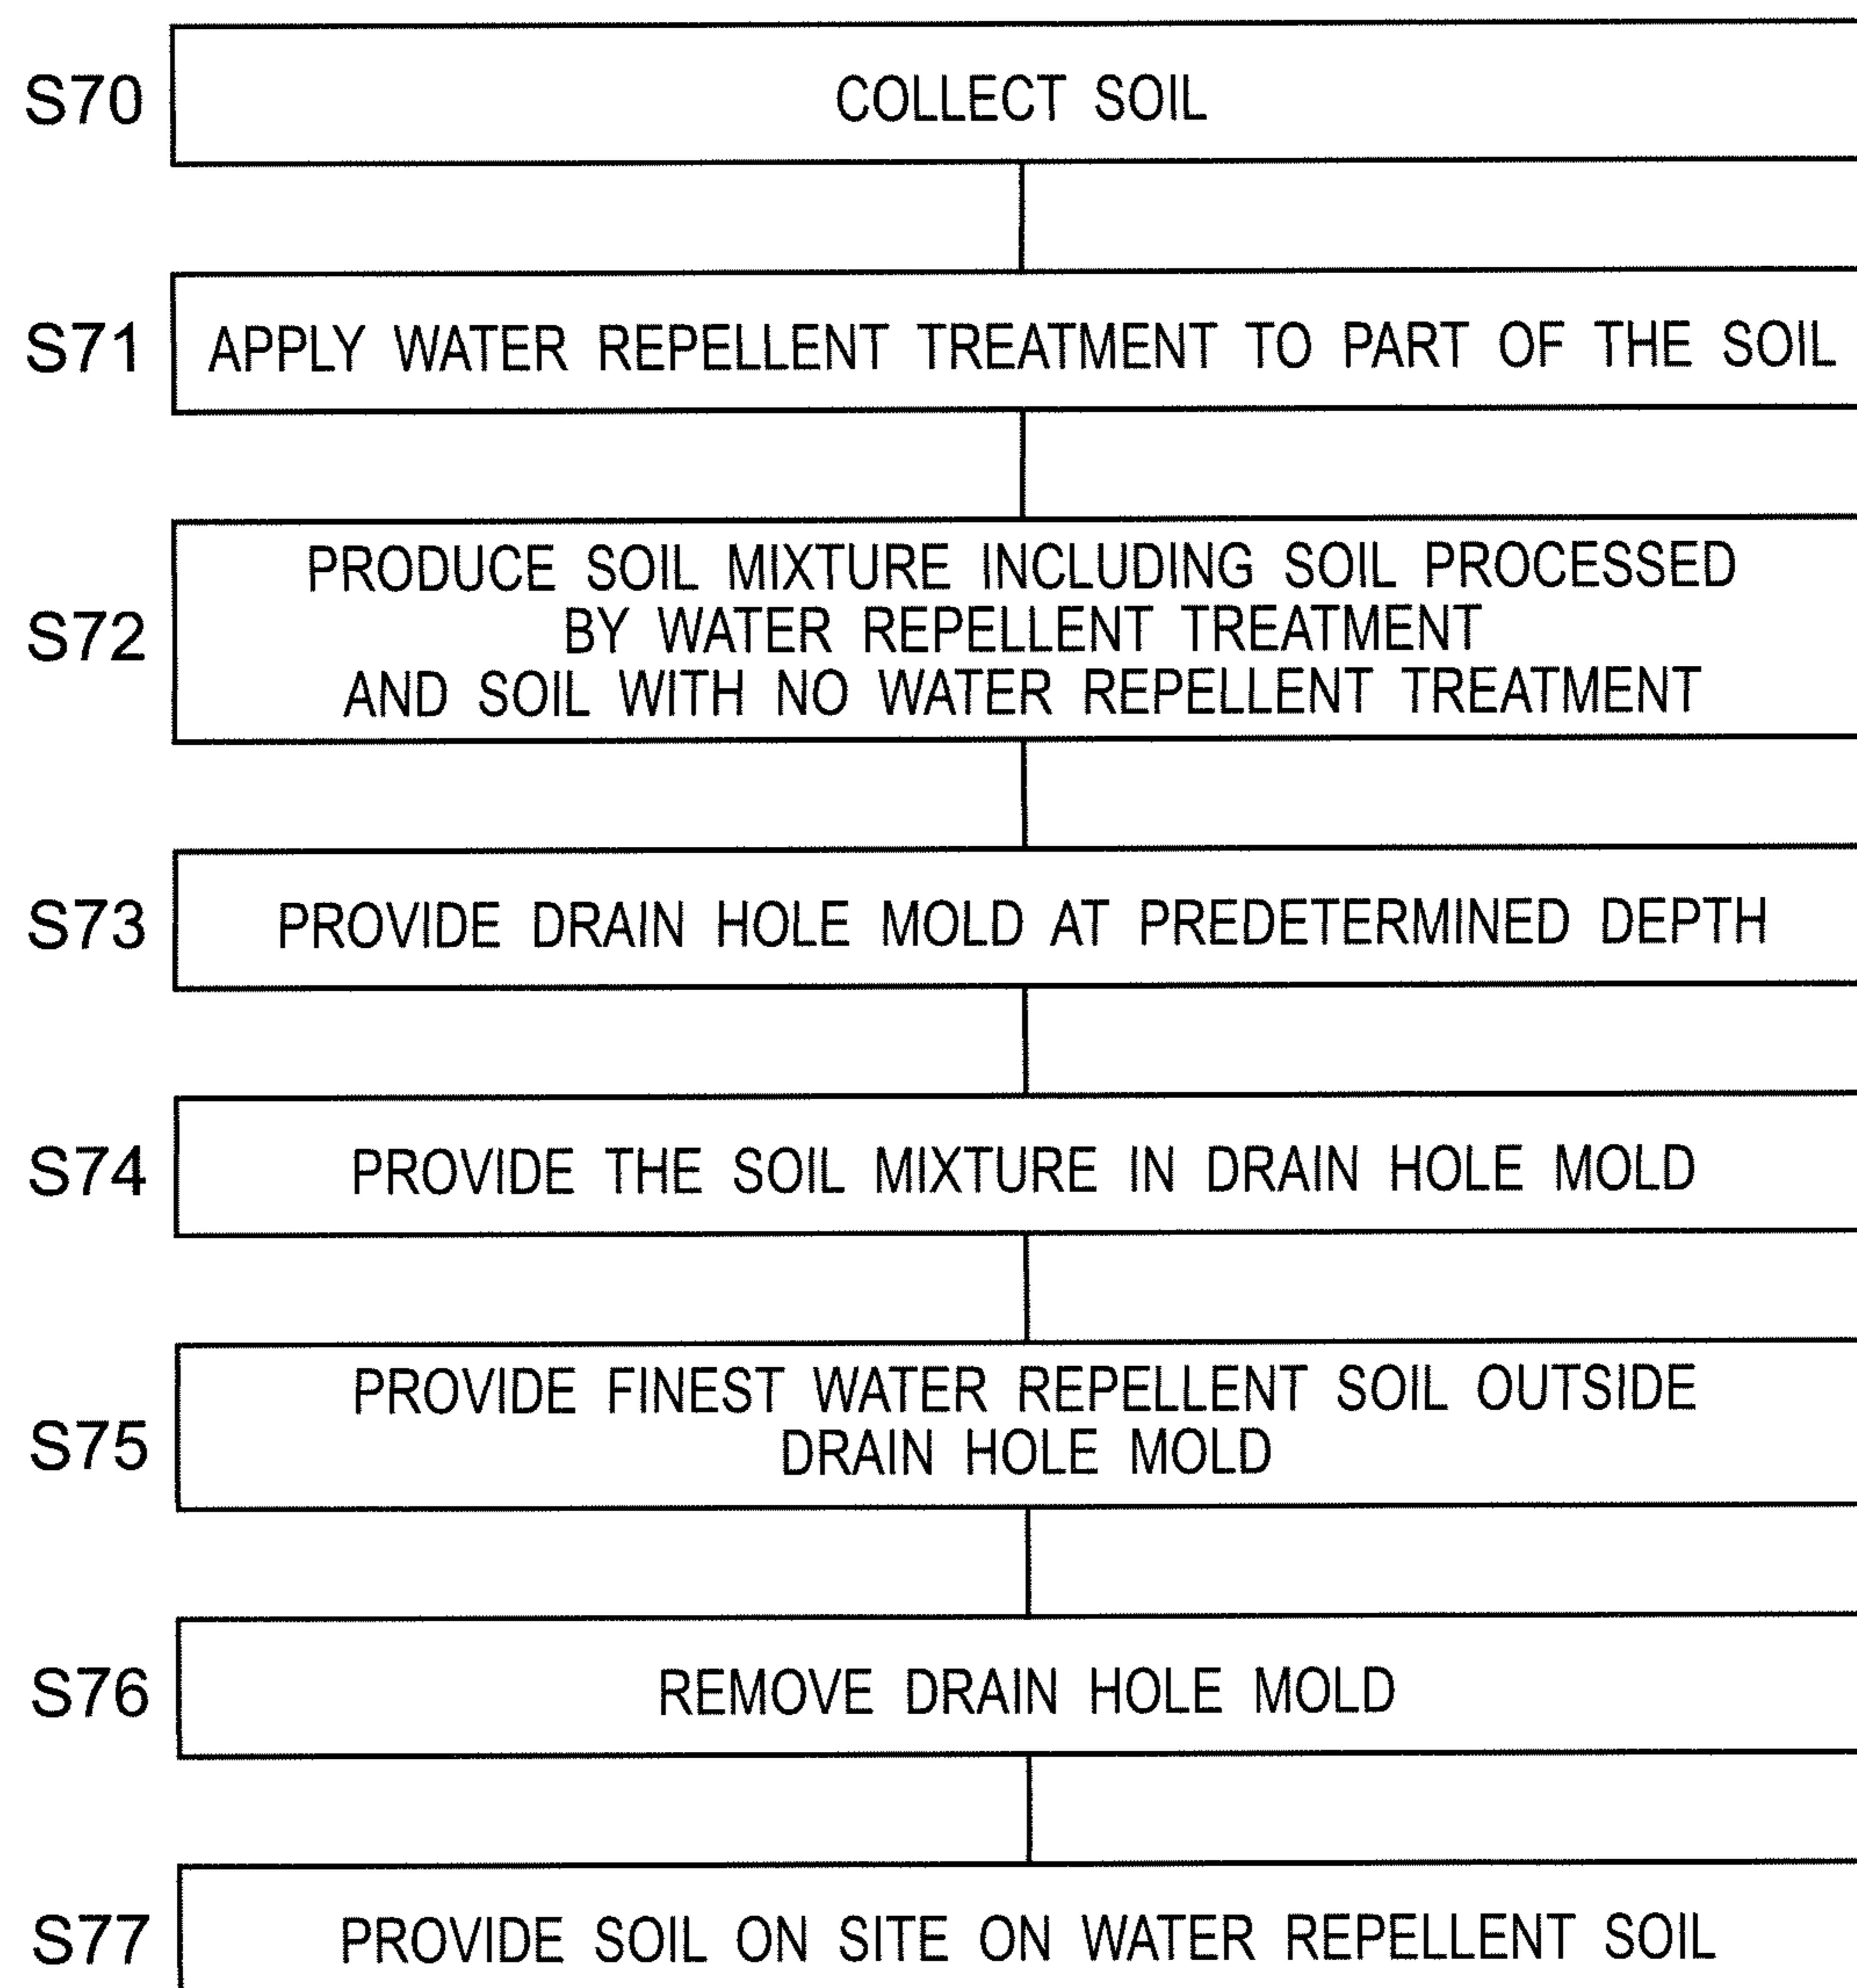 S70 COLLECT SOIL
S71 APPLY WATER REPELLENT TREATMENT TO PART OF THE SOIL
PRODUCE SOIL MIXTURE INCLUDING SOIL PROCESSED
S72 BY WATER REPELLENT TREATMENT
AND SOIL WITH NO WATER REPELLENT TREATMENT
S73 PROVIDE DRAIN HOLE MOLD AT PREDETERMINED DEPTH
S74 PROVIDE THE SOIL MIXTURE IN DRAIN HOLE MOLD
S75 PROVIDE FINEST WATER REPELLENT SOIL OUTSIDE
DRAIN HOLE MOLD
S76 REMOVE DRAIN HOLE MOLD
S77 PROVIDE SOIL ON SITE ON WATER REPELLENT SOIL